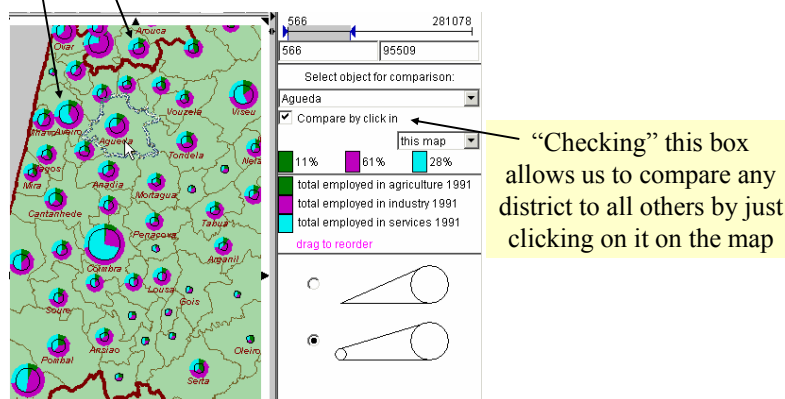 Arouca
Ovar
Vouzela
Viseu
Aveiro
Agueda
Tondela
Nela
Mira
Anadia
Mortagua
Cantanhede
Tabua
Penacova
Arganil
Coimbra
Lousa
Gois
Soure
Ansiao
Oleiro
Pombal
Serta
566 281078
566 95509
Select object for comparison:
Agueda
Compare by click in
this map
11% 61% 28%
total employed in agriculture 1991
total employed in industry 1991
total employed in services 1991
drag to reorder
“Checking” this box
allows us to compare any
district to all others by just
clicking on it on the map